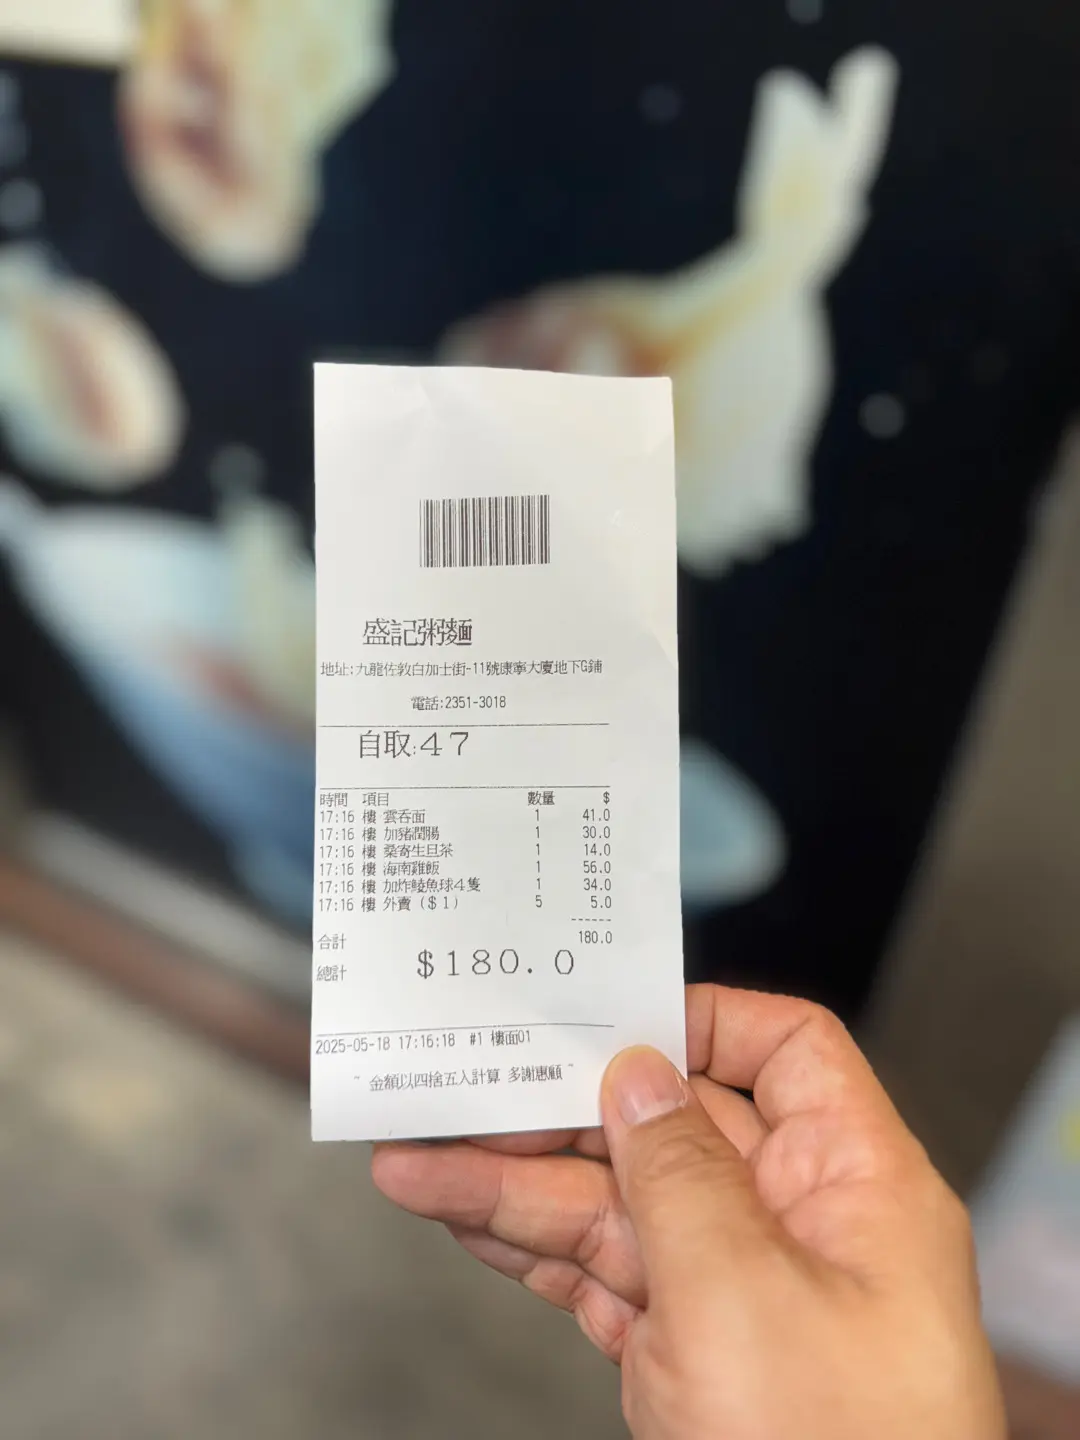 盛記粥麵
地址:九龍佐敦白加士街-11號康寧大廈地下G鋪
電話:2351-3018
自取:47
時間 項目 數量 $
17:16 樓 雲吞面 1 41.0
17:16 樓 加豬閏腸 1 30.0
17:16 樓 桑寄生旦茶 1 14.0
17:16 樓 海南雞飯 1 56.0
17:16 樓 加炸鯪魚球4隻 1 34.0
17:16 樓 外賣($1) 5 5.0
------
合計 180.0
總計 $180.0
2025-05-18 17:16:18 #1 樓面01
~ 金額以四捨五入計算 多謝惠顧 ~